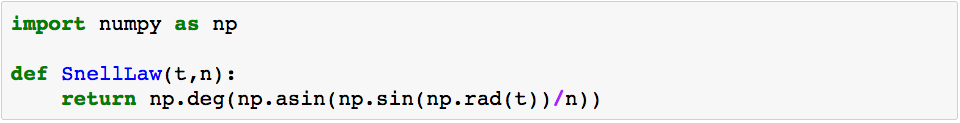 import numpy as np
def SnellLaw(t,n):
    return np.deg(np.asin(np.sin(np.rad(t))/n))